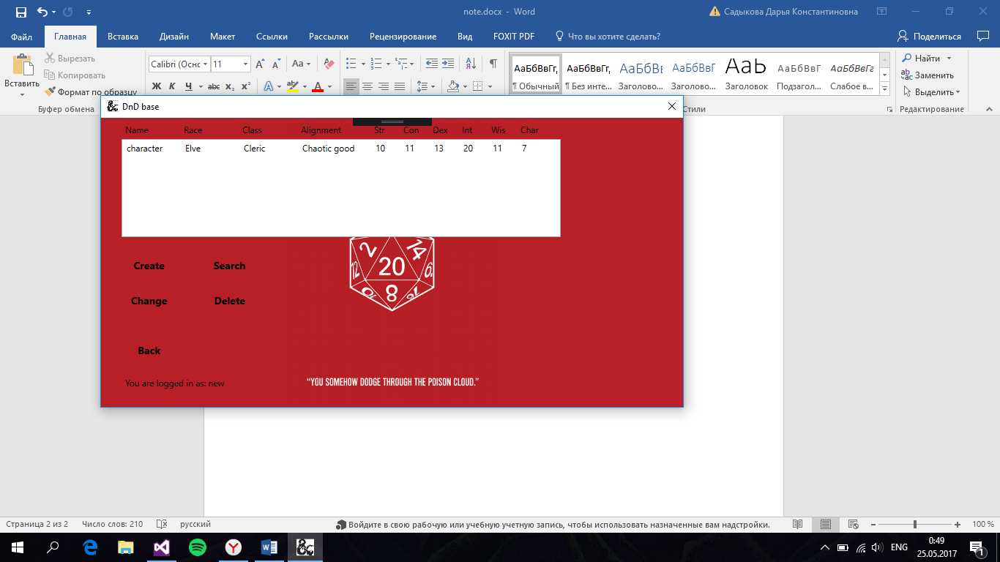 note.docx - Word
Садыкова Дарья Константиновна
Файл Главная Вставка Дизайн Макет Ссылки Рассылки Рецензирование Вид FOXIT PDF Что вы хотите сделать? Поделиться
Вставить
Вырезать
Копировать
Формат по образцу
Буфер обмена
Calibri (Оснс 11 Aa
Ж К Ч abc x₂ x²
АаБбВвГг, АаБбВвГг, АаБбВі АаБбВвГ АаЬ АаБбВвГ АаБбВвГг
¶ Обычный ¶ Без инте... Заголово... Заголово... Заголовок Подзагол... Слабое в...
Стили
Найти
Заменить
Выделить
Редактирование
DnD base
Name Race Class Alignment Str Con Dex Int Wis Char
character Elve Cleric Chaotic good 10 11 13 20 11 7
2 14
12 20 6.
8
Create Search
Change Delete
Back
You are logged in as: new
“YOU SOMEHOW DODGE THROUGH THE POISON CLOUD.”
Страница 2 из 2 Число слов: 210 русский Войдите в свою рабочую или учебную учетную запись, чтобы использовать назначенные вам надстройки. 100 %
ENG 0:49
25.05.2017
1